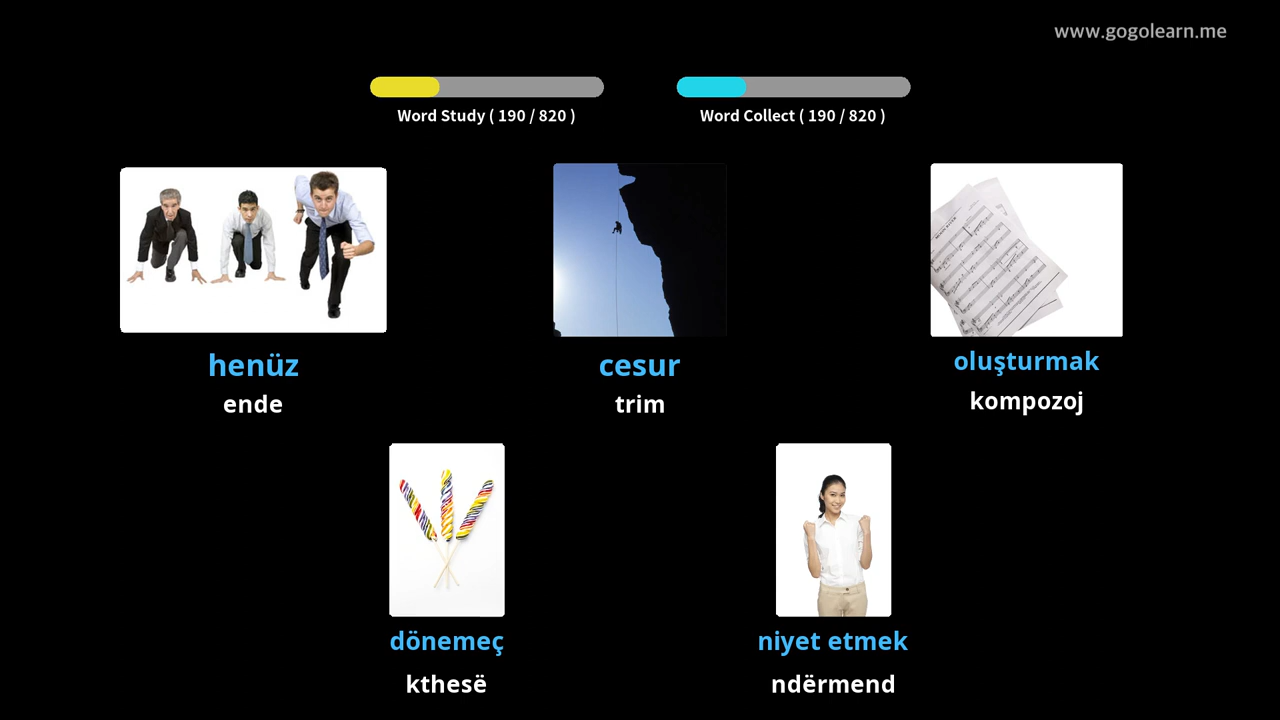 www.gogolearn.me
Word Study ( 190 / 820 )
Word Collect ( 190 / 820 )
henüz
ende
cesur
trim
oluşturmak
kompozoj
dönemeç
kthesë
niyet etmek
ndërmend